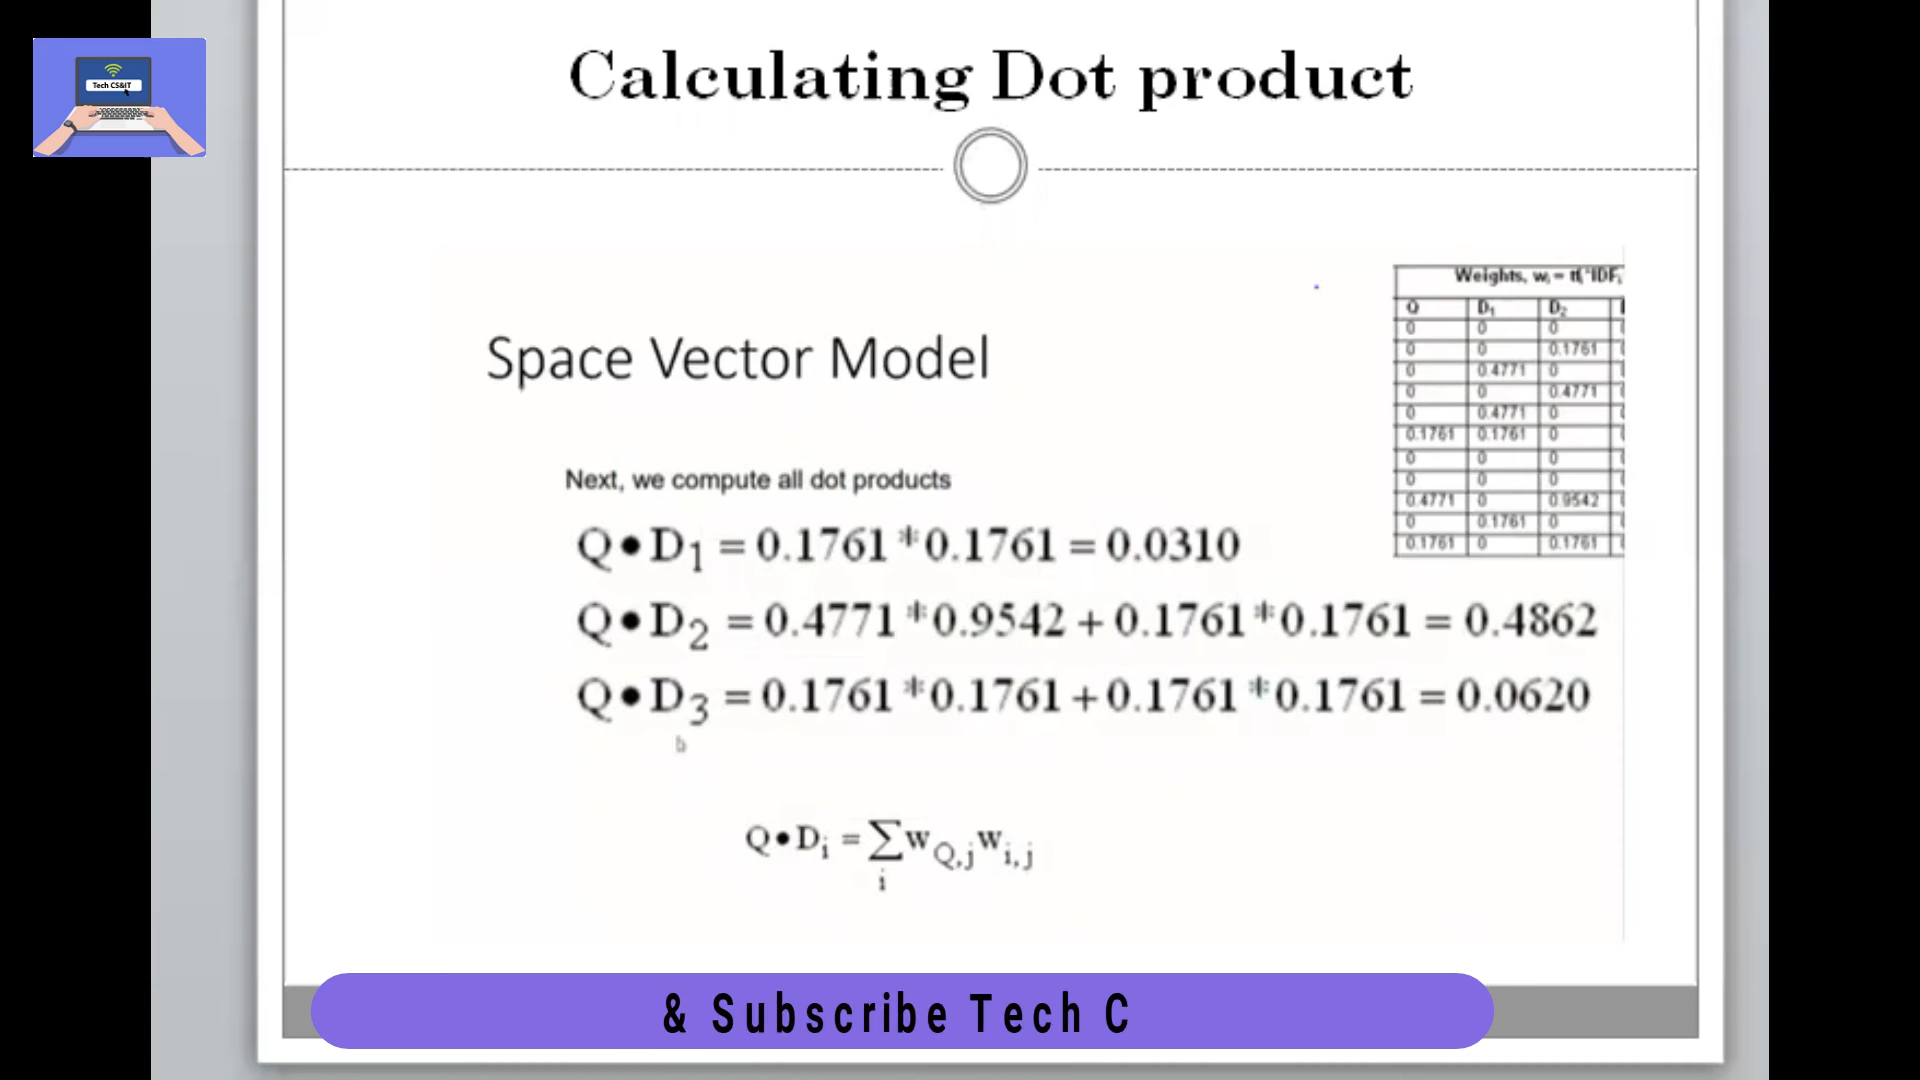 Calculating Dot product
Tech CS&IT
Weights, wᵢ = tfᵢ*IDFᵢ
Q D₁ D₂
0 0 0
0 0 0.1761
0 0.4771 0
0 0 0.4771
0 0.4771 0
0.1761 0.1761 0
0 0 0
0 0 0
0.4771 0 0.9542
0 0.1761 0
0.1761 0 0.1761
Space Vector Model
Next, we compute all dot products
Q • D₁ = 0.1761 * 0.1761 = 0.0310
Q • D₂ = 0.4771 * 0.9542 + 0.1761 * 0.1761 = 0.4862
Q • D₃ = 0.1761 * 0.1761 + 0.1761 * 0.1761 = 0.0620
Q • Dᵢ = ∑ᵢ w_Q,j w_i,j
& Subscribe Tech C